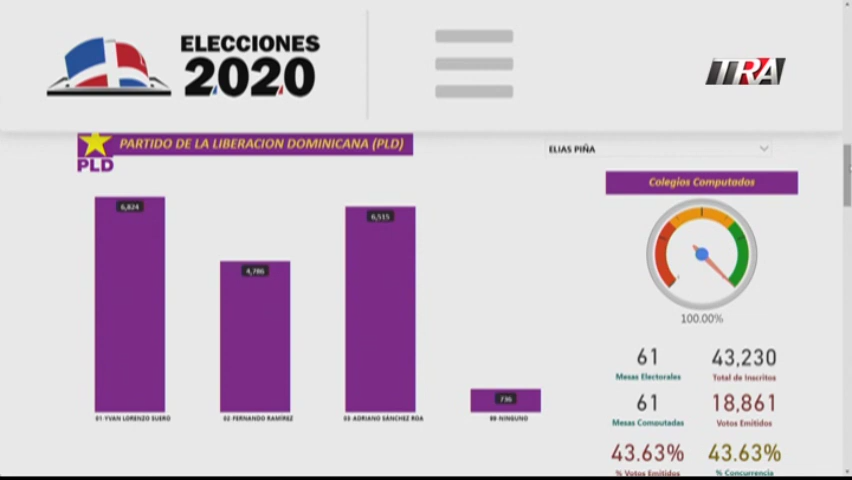 ELECCIONES
2020
TRA
PLD
PARTIDO DE LA LIBERACION DOMINICANA (PLD)
ELIAS PIÑA
Colegios Computados
6,824
4,786
6,515
736
01-YVAN LORENZO SUERO
02-FERNANDO RAMÍREZ
03-ADRIANO SÁNCHEZ ROA
99-NINGUNO
100.00%
61
43,230
Mesas Electorales
Total de Inscritos
61
18,861
Mesas Computadas
Votos Emitidos
43.63%
43.63%
% Votos Emitidos
% Concurrencia